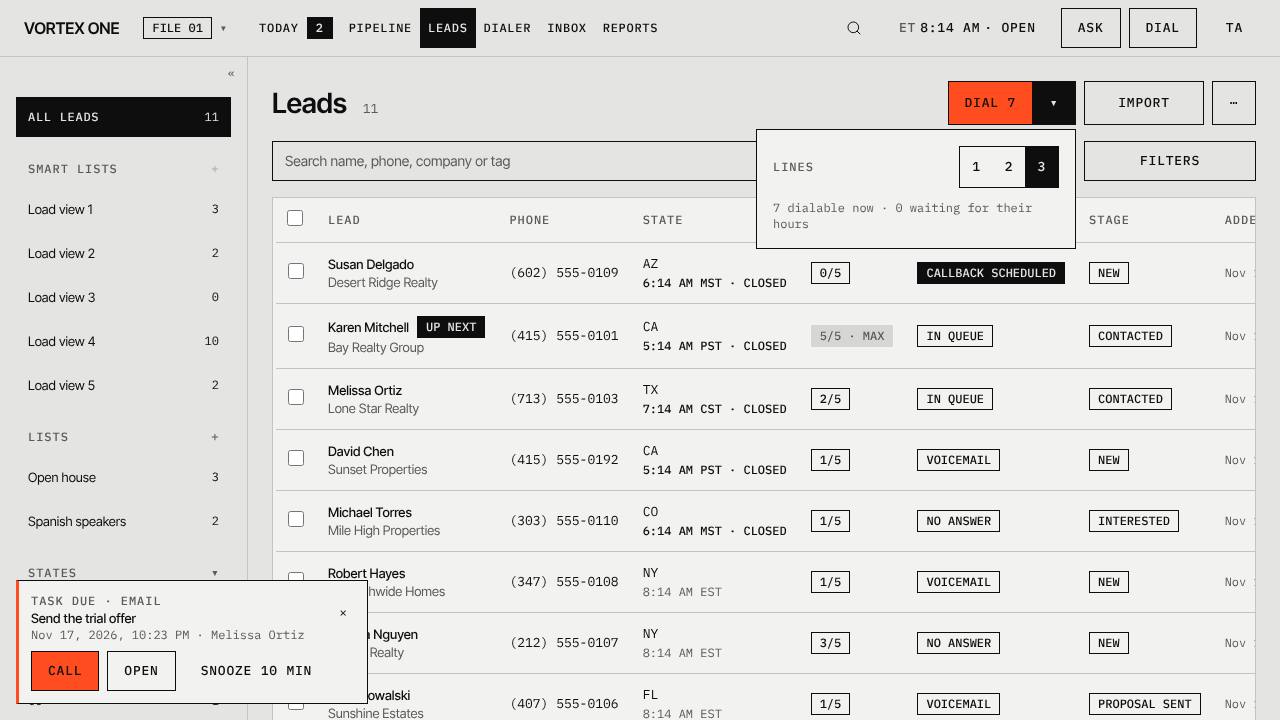 VORTEX ONE
FILE 01 ▾
TODAY 2 PIPELINE LEADS DIALER INBOX REPORTS
ET 8:14 AM · OPEN
ASK
DIAL
TA
«
ALL LEADS 11
SMART LISTS +
Load view 1 3
Load view 2 2
Load view 3 0
Load view 4 10
Load view 5 2
LISTS +
Open house 3
Spanish speakers 2
STATES ▾
Leads 11
DIAL 7 ▾
IMPORT
…
Search name, phone, company or tag
FILTERS
LINES 1 2 3
7 dialable now · 0 waiting for their
hours
LEAD PHONE STATE STAGE
Susan Delgado
Desert Ridge Realty
(602) 555-0109
AZ
6:14 AM MST · CLOSED
0/5
CALLBACK SCHEDULED
NEW
Nov
Karen Mitchell UP NEXT
Bay Realty Group
(415) 555-0101
CA
5:14 AM PST · CLOSED
5/5 · MAX
IN QUEUE
CONTACTED
Nov
Melissa Ortiz
Lone Star Realty
(713) 555-0103
TX
7:14 AM CST · CLOSED
2/5
IN QUEUE
CONTACTED
Nov
David Chen
Sunset Properties
(415) 555-0192
CA
5:14 AM PST · CLOSED
1/5
VOICEMAIL
NEW
Nov
Michael Torres
Mile High Properties
(303) 555-0110
CO
6:14 AM MST · CLOSED
1/5
NO ANSWER
INTERESTED
Nov
Robert Hayes
Homes
(347) 555-0108
NY
8:14 AM EST
1/5
VOICEMAIL
NEW
Nov
Nguyen
Realty
(212) 555-0107
NY
8:14 AM EST
3/5
NO ANSWER
NEW
Nov
Sunshine Estates
(407) 555-0106
FL
1/5
VOICEMAIL
PROPOSAL SENT
Nov
TASK DUE · EMAIL
Send the trial offer
Nov 17, 2026, 10:23 PM · Melissa Ortiz
×
CALL
OPEN
SNOOZE 10 MIN